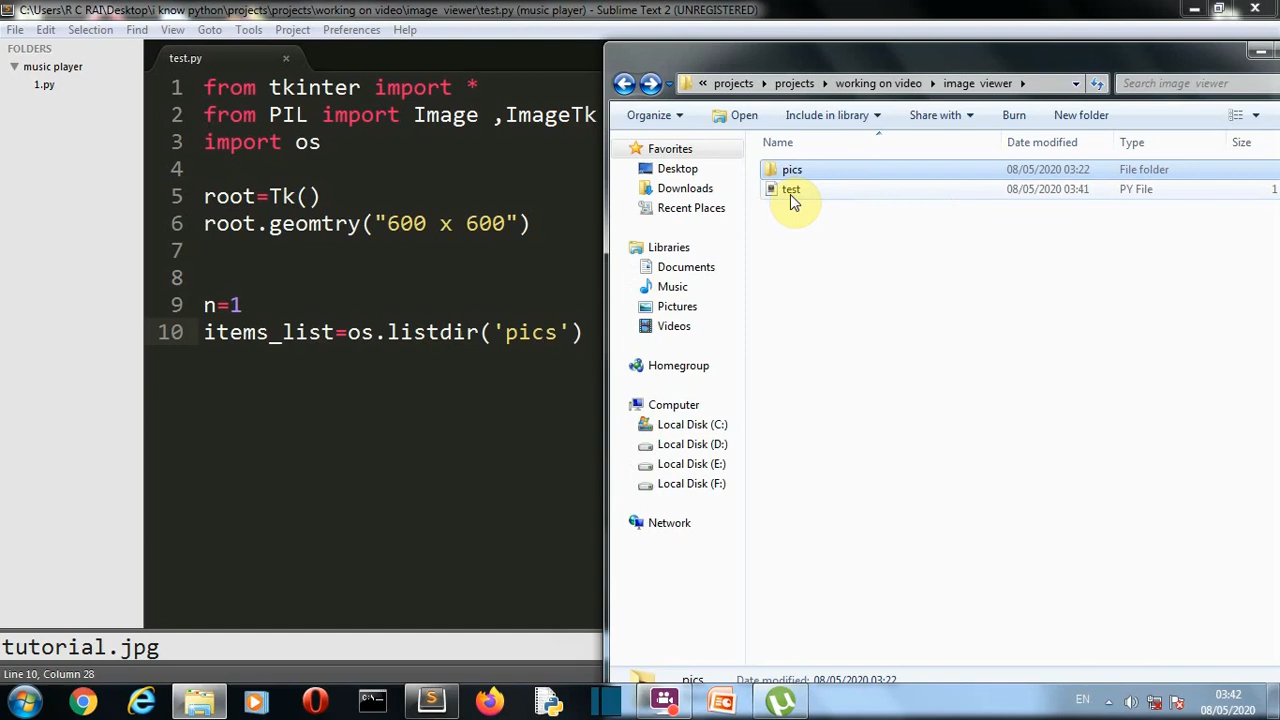 C:\Users\R C RAI\Desktop\i know python\projects\projects\working on video\image_viewer\test.py (music player) - Sublime Text 2 (UNREGISTERED)
File Edit Selection Find View Goto Tools Project Preferences Help
FOLDERS
music player
1.py
test.py
1 from tkinter import *
2 from PIL import Image ,ImageTk
3 import os
4
5 root=Tk()
6 root.geomtry("600 x 600")
7
8
9 n=1
10 items_list=os.listdir('pics')
tutorial.jpg
Line 10, Column 28
« projects projects working on video image_viewer Search image_viewer
Organize Open Include in library Share with Burn New folder
Name Date modified Type Size
pics 08/05/2020 03:22 File folder
test 08/05/2020 03:41 PY File 1
Favorites
Desktop
Downloads
Recent Places
Libraries
Documents
Music
Pictures
Videos
Homegroup
Computer
Local Disk (C:)
Local Disk (D:)
Local Disk (E:)
Local Disk (F:)
Network
pics Date modified: 08/05/2020 03:22
EN
03:42
08/05/2020